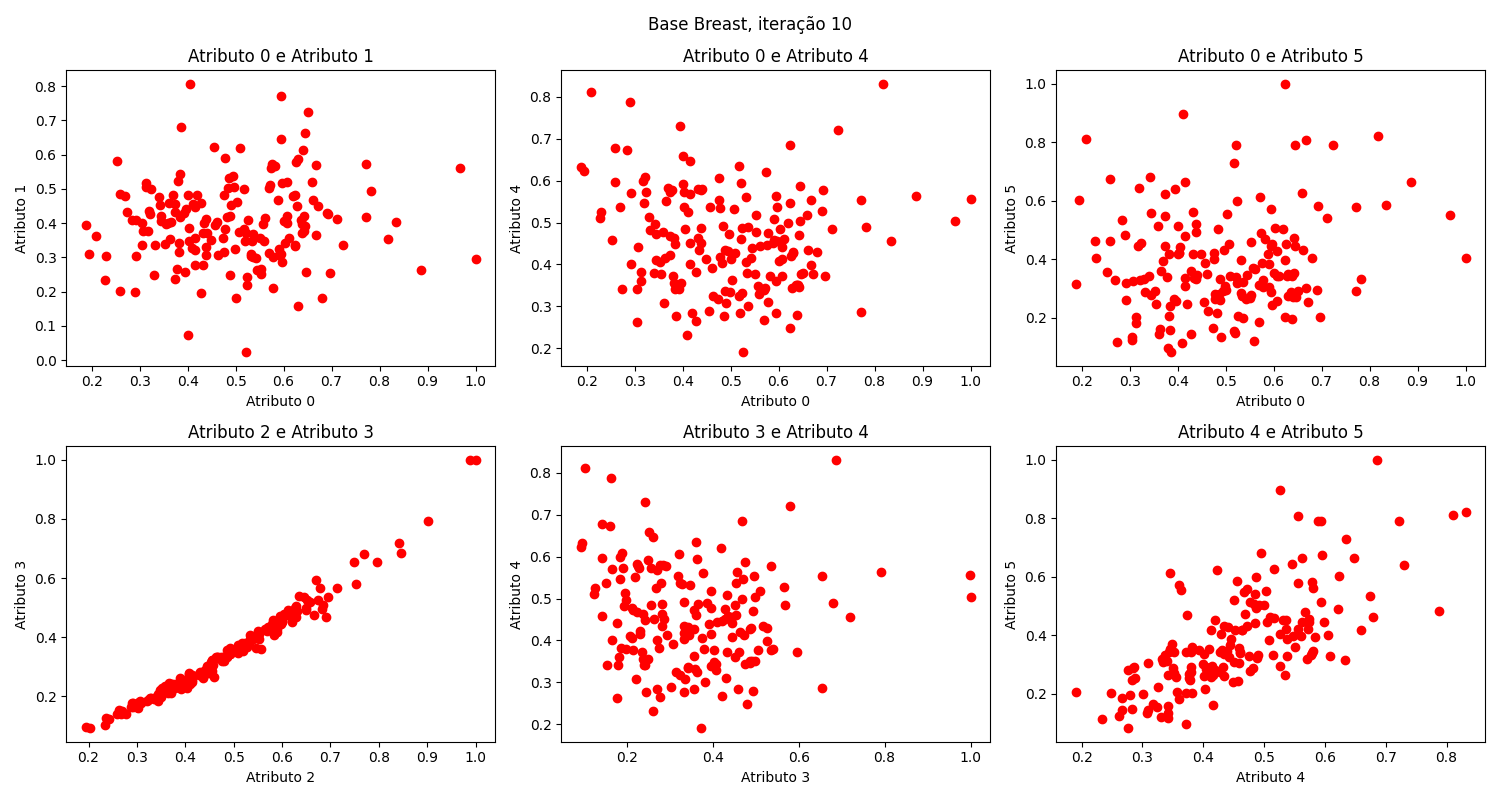 Base Breast, iteração 10
Atributo 0 e Atributo 1
0.8
0.7
0.6
0.5
0.4
0.3
0.2
0.1
0.0
Atributo 1
0.2 0.3 0.4 0.5 0.6 0.7 0.8 0.9 1.0
Atributo 0
Atributo 0 e Atributo 4
0.8
0.7
0.6
0.5
0.4
0.3
0.2
Atributo 4
0.2 0.3 0.4 0.5 0.6 0.7 0.8 0.9 1.0
Atributo 0
Atributo 0 e Atributo 5
1.0
0.8
0.6
0.4
0.2
Atributo 5
0.2 0.3 0.4 0.5 0.6 0.7 0.8 0.9 1.0
Atributo 0
Atributo 2 e Atributo 3
1.0
0.8
0.6
0.4
0.2
Atributo 3
0.2 0.3 0.4 0.5 0.6 0.7 0.8 0.9 1.0
Atributo 2
Atributo 3 e Atributo 4
0.8
0.7
0.6
0.5
0.4
0.3
0.2
Atributo 4
0.2 0.4 0.6 0.8 1.0
Atributo 3
Atributo 4 e Atributo 5
1.0
0.8
0.6
0.4
0.2
Atributo 5
0.2 0.3 0.4 0.5 0.6 0.7 0.8
Atributo 4